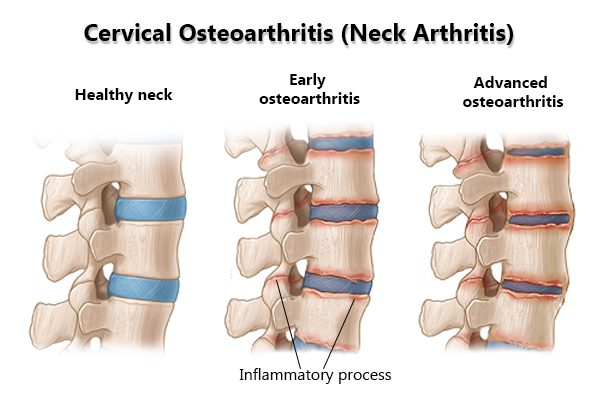 Cervical Osteoarthritis (Neck Arthritis)
Healthy neck
Early
osteoarthritis
Advanced
osteoarthritis
Inflammatory process